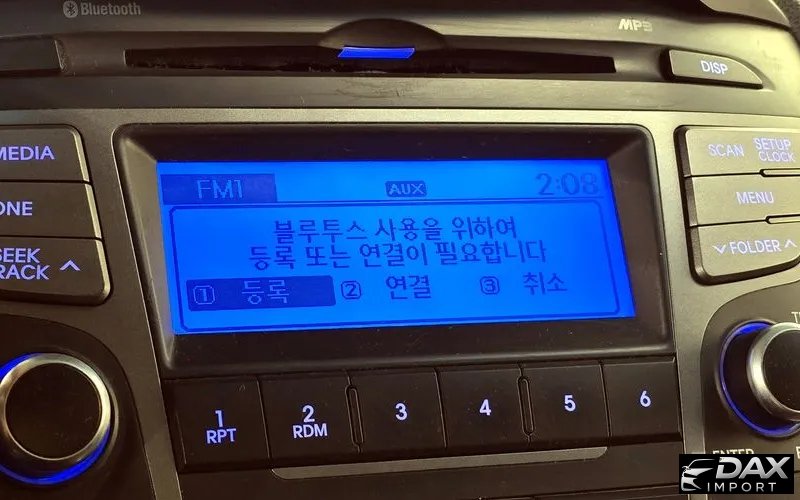 Bluetooth
MP3
DISP
MEDIA
SCAN SETUP CLOCK
FM1 AUX 2:08
MENU
블루투스 사용을 위하여
등록 또는 연결이 필요합니다
1 등록 2 연결 3 취소
SEEK
FOLDER
1 RPT 2 RDM 3 4 5 6
DAX
IMPORT